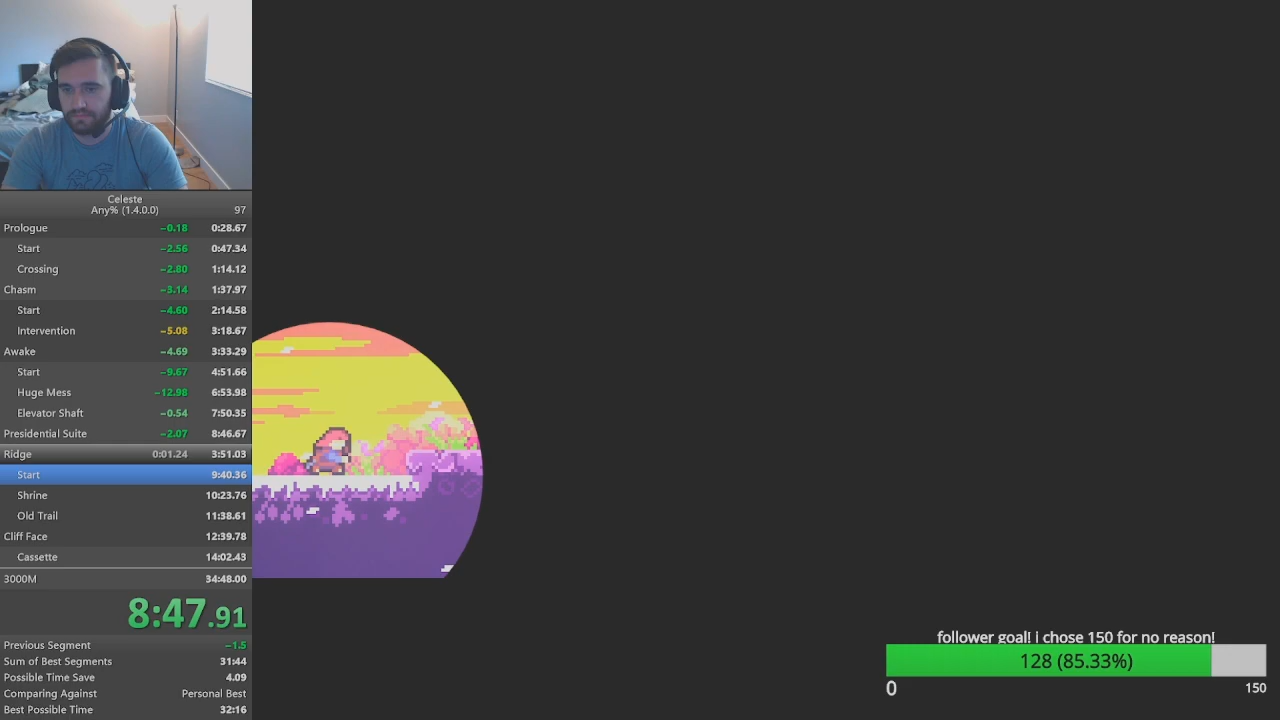 Celeste
Any% (1.4.0.0) 97
Prologue −0.18 0:28.67
Start −2.56 0:47.34
Crossing −2.80 1:14.12
Chasm −3.14 1:37.97
Start −4.60 2:14.58
Intervention −5.08 3:18.67
Awake −4.69 3:33.29
Start −9.67 4:51.66
Huge Mess −12.98 6:53.98
Elevator Shaft −0.54 7:50.35
Presidential Suite −2.07 8:46.67
Ridge 0:01.24 3:51.03
Start 9:40.36
Shrine 10:23.76
Old Trail 11:38.61
Cliff Face 12:39.78
Cassette 14:02.43
3000M 34:48.00
8:47.91
Previous Segment −1.5
Sum of Best Segments 31:44
Possible Time Save 4.09
Comparing Against Personal Best
Best Possible Time 32:16
follower goal! i chose 150 for no reason!
128 (85.33%)
0 150